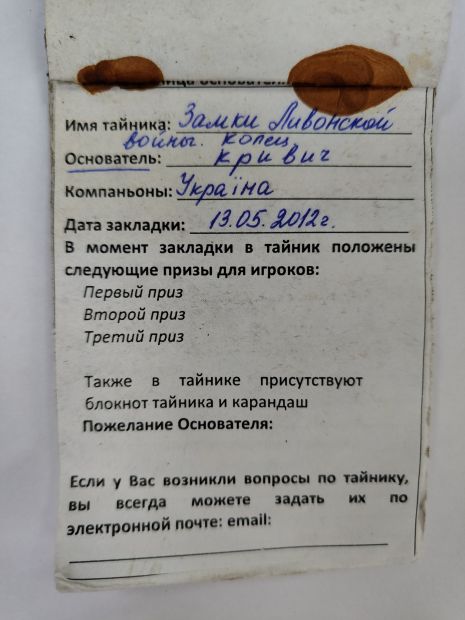 основателя
Имя тайника: Замки Ливонской
войны. Копец
Основатель: кривич
Компаньоны: Україна
Дата закладки: 13.05.2012г.
В момент закладки в тайник положены
следующие призы для игроков:
Первый приз
Второй приз
Третий приз
Также в тайнике присутствуют
блокнот тайника и карандаш
Пожелание Основателя:
Если у Вас возникли вопросы по тайнику,
вы всегда можете задать их по
электронной почте: email: